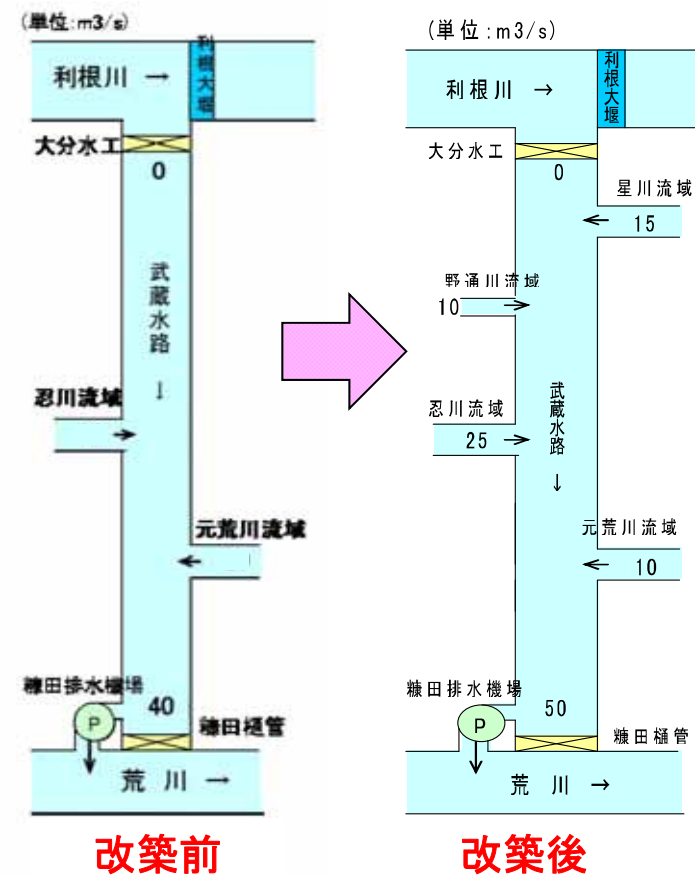 (単位:m3/s)
利根川 →
利根大堰
大分水工
0
武蔵水路
↓
忍川流域
→
元荒川流域
←
糠田排水機場
40
P
糠田樋管
荒川 →
改築前
(単位:m3/s)
利根川 →
利根大堰
大分水工
0
星川流域
← 15
野通川流域
10 →
武蔵水路
↓
忍川流域
25 →
元荒川流域
← 10
糠田排水機場
50
P
糠田樋管
荒川 →
改築後